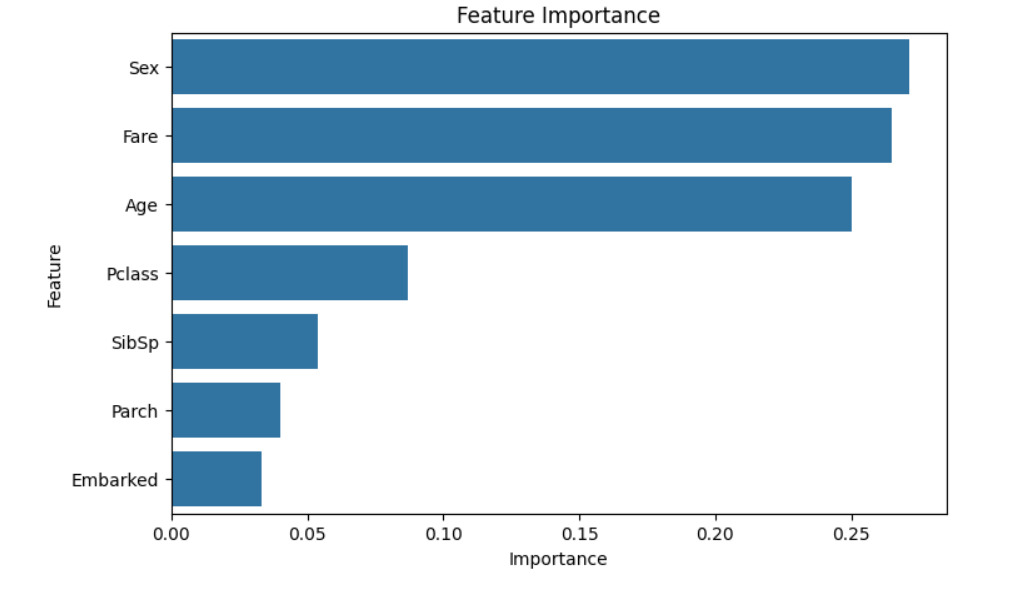 Feature Importance
Sex
Fare
Age
Pclass
SibSp
Parch
Embarked
Feature
0.00 0.05 0.10 0.15 0.20 0.25
Importance